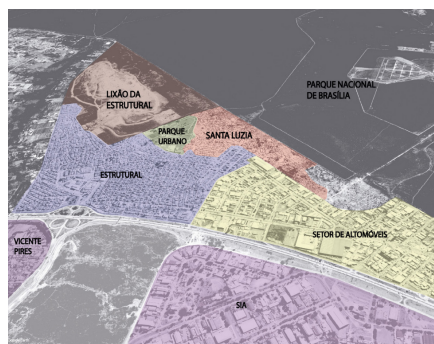 LIXÃO DA
ESTRUTURAL
PARQUE NACIONAL
DE BRASÍLIA
PARQUE
URBANO
SANTA LUZIA
ESTRUTURAL
SETOR DE ALTOMÓVEIS
VICENTE
PIRES
SIA